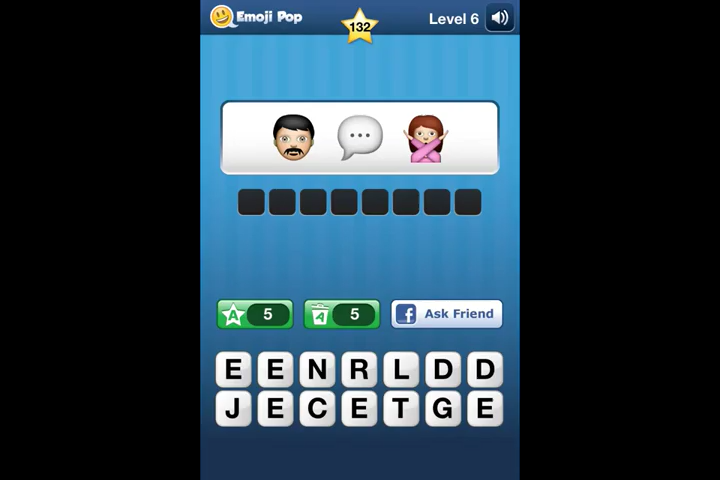 Emoji Pop
132
Level 6
A 5
A 5
f Ask Friend
E E N R L D D
J E C E T G E